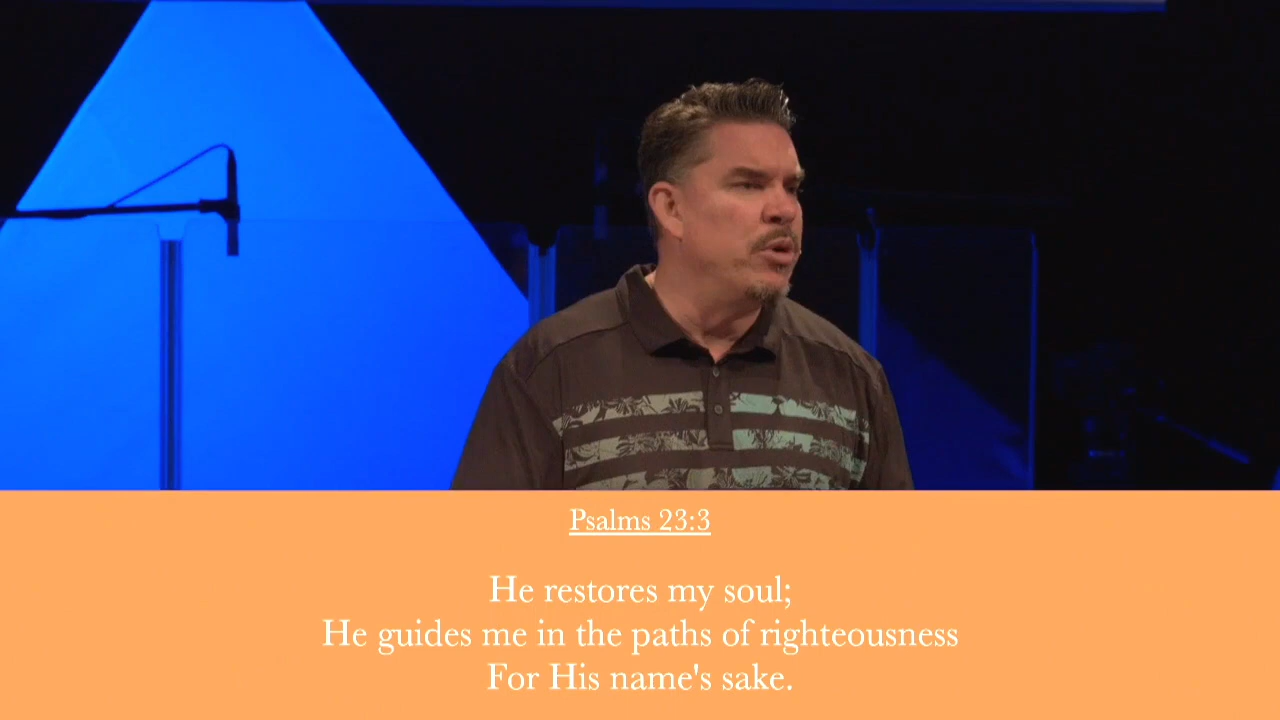 Psalms 23:3
He restores my soul;
He guides me in the paths of righteousness
For His name's sake.